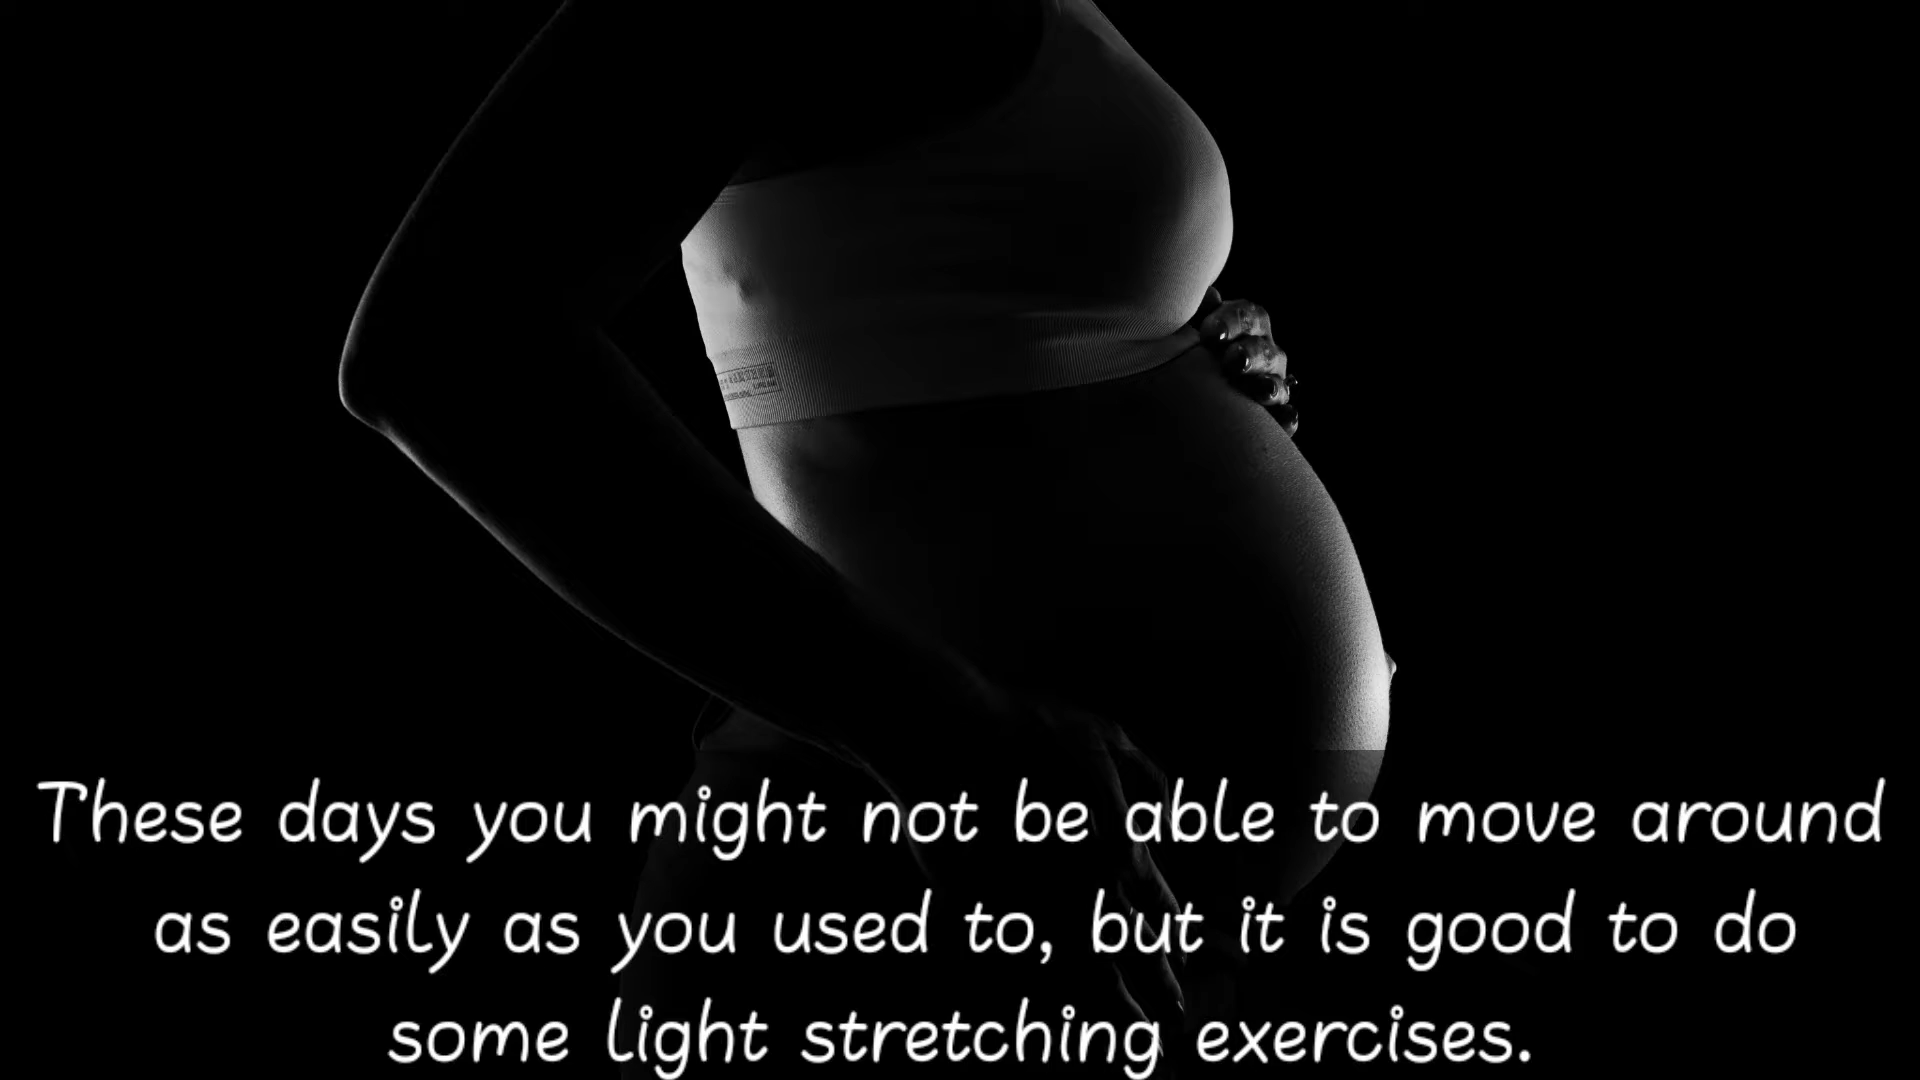 These days you might not be able to move around
as easily as you used to, but it is good to do
some light stretching exercises.